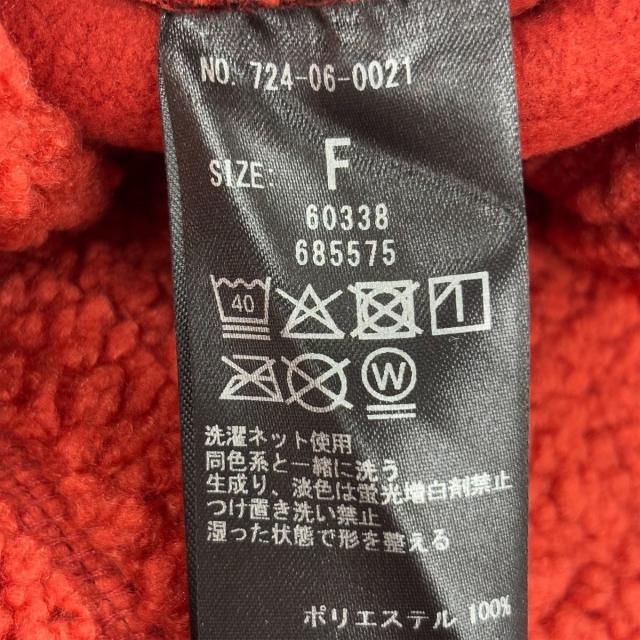 NO. 724-06-0021
SIZE: F
60338
685575
40
W
洗濯ネット使用
同色系と一緒に洗う
生成り、淡色は蛍光増白剤禁止
つけ置き洗い禁止
湿った状態で形を整える
ポリエステル 100%